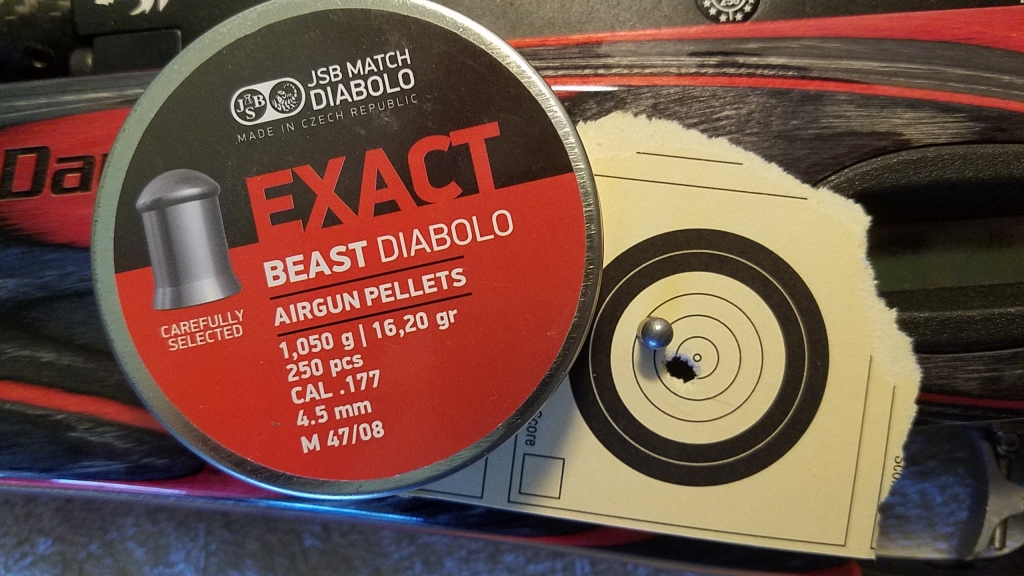 JSB MATCH
DIABOLO
JSB
MADE IN CZECH REPUBLIC
EXACT
BEAST DIABOLO
AIRGUN PELLETS
CAREFULLY
SELECTED
1,050 g | 16,20 gr
250 pcs
CAL .177
4.5 mm
M 47/08